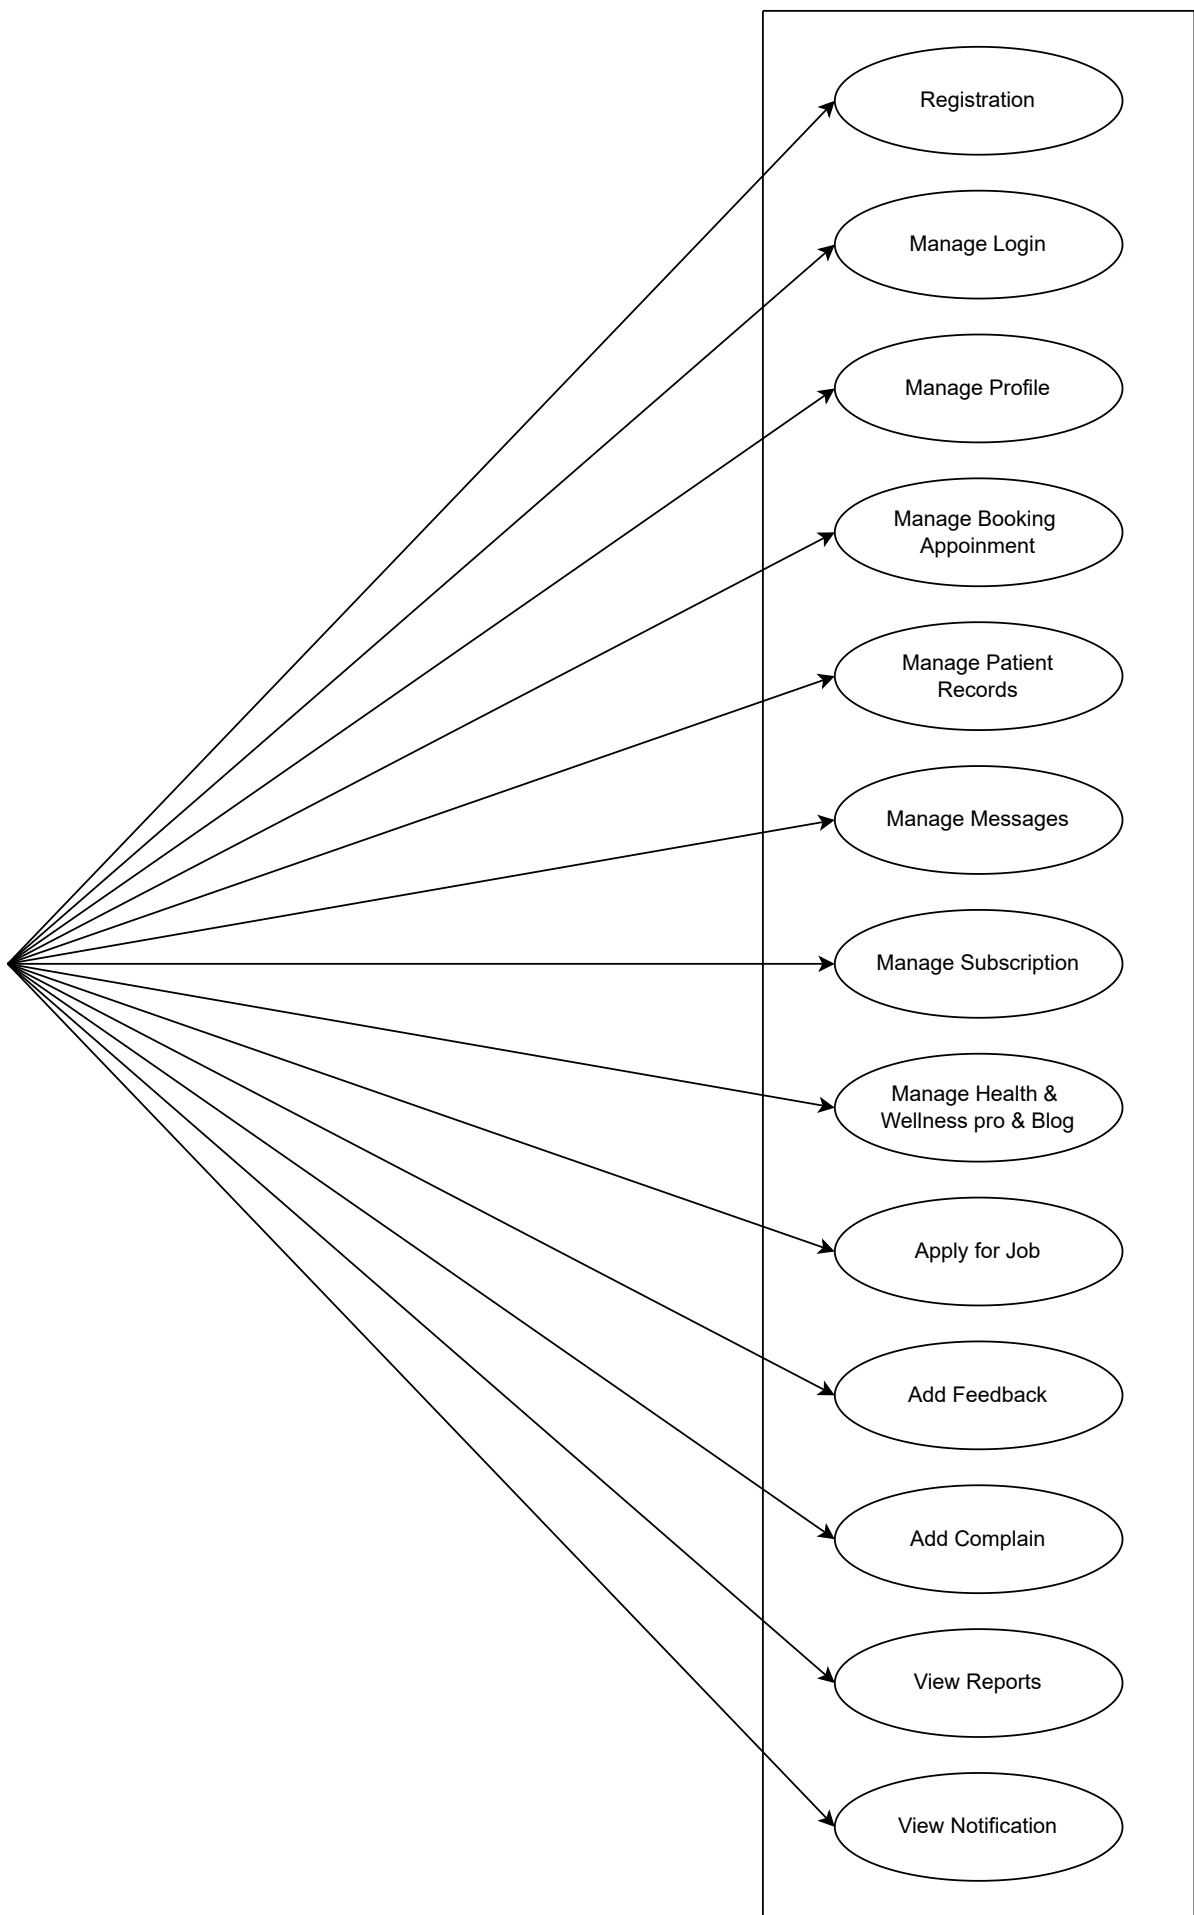 Registration
Manage Login
Manage Profile
Manage Booking
Appoinment
Manage Patient
Records
Manage Messages
Manage Subscription
Manage Health &
Wellness pro & Blog
Apply for Job
Add Feedback
Add Complain
View Reports
View Notification